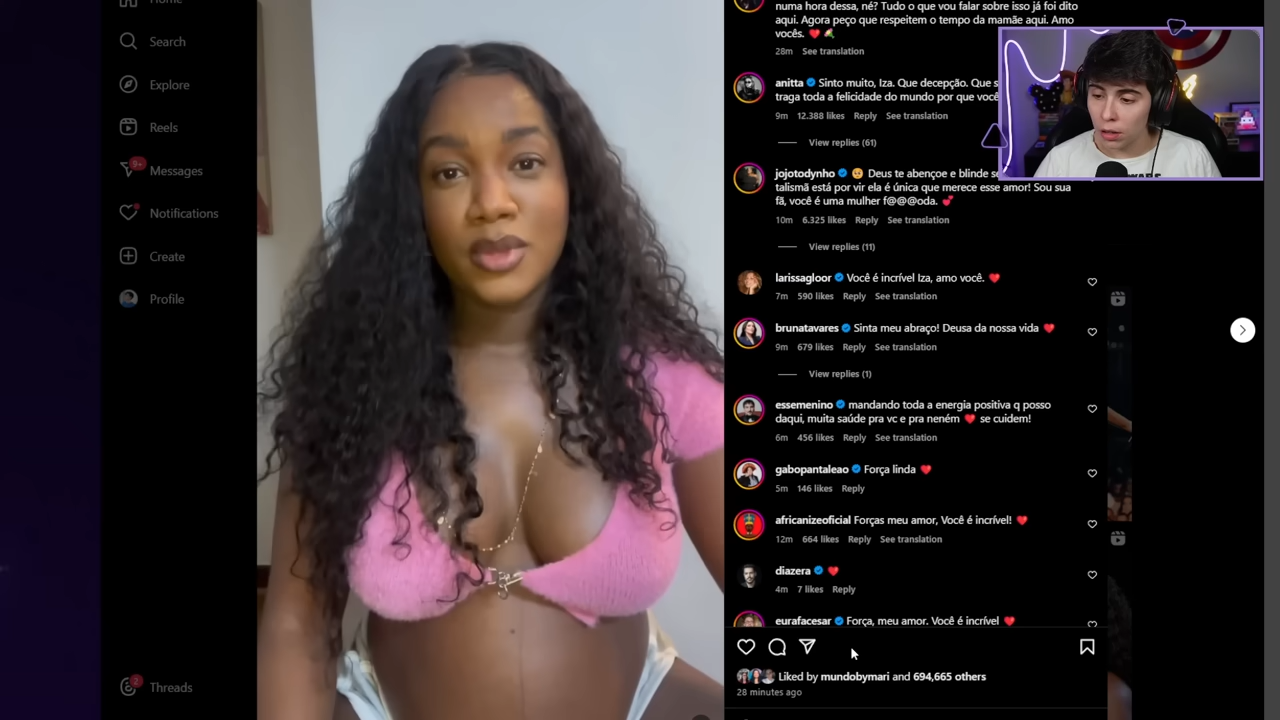 Home
Search
Explore
Reels
9+
Messages
Notifications
Create
Profile
2
Threads
numa hora dessa, né? Tudo o que vou falar sobre isso já foi dito
aqui. Agora peço que respeitem o tempo da mamãe aqui. Amo
vocês. ❤️
28m See translation
anitta Sinto muito, Iza. Que decepção. Que
traga toda a felicidade do mundo por que você
9m 12.388 likes Reply See translation
View replies (61)
jojotodynho Deus te abençoe e blinde
talismã está por vir ela é única que merece esse amor! Sou sua
fã, você é uma mulher f@@@oda. 💕
10m 6.325 likes Reply See translation
View replies (11)
larissagloor Você é incrível Iza, amo você. ❤️
7m 590 likes Reply See translation
brunatavares Sinta meu abraço! Deusa da nossa vida ❤️
9m 679 likes Reply See translation
View replies (1)
essemenino mandando toda a energia positiva q posso
daqui, muita saúde pra vc e pra neném ❤️ se cuidem!
6m 456 likes Reply See translation
gabopantaleao Força linda ❤️
5m 146 likes Reply
africanizeoficial Forças meu amor, Você é incrível! ❤️
12m 664 likes Reply See translation
diazera ❤️
4m 7 likes Reply
eurafacesar Força, meu amor. Você é incrível ❤️
Liked by mundobymari and 694,665 others
28 minutes ago